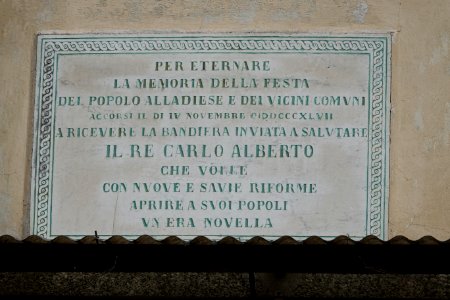 PER ETERNARE
LA MEMORIA DELLA FESTA
DEL POPOLO ALLADIESE E DEI VICINI COMVNI
ACCORSI IL DI IV NOVEMBRE CIƆDCCCXLVII
A RICEVERE LA BANDIERA INVIATA A SALVTARE
IL RE CARLO ALBERTO
CHE VOLLE
CON NVOVE E SAVIE RIFORME
APRIRE A SVOI POPOLI
VN ERA NOVELLA